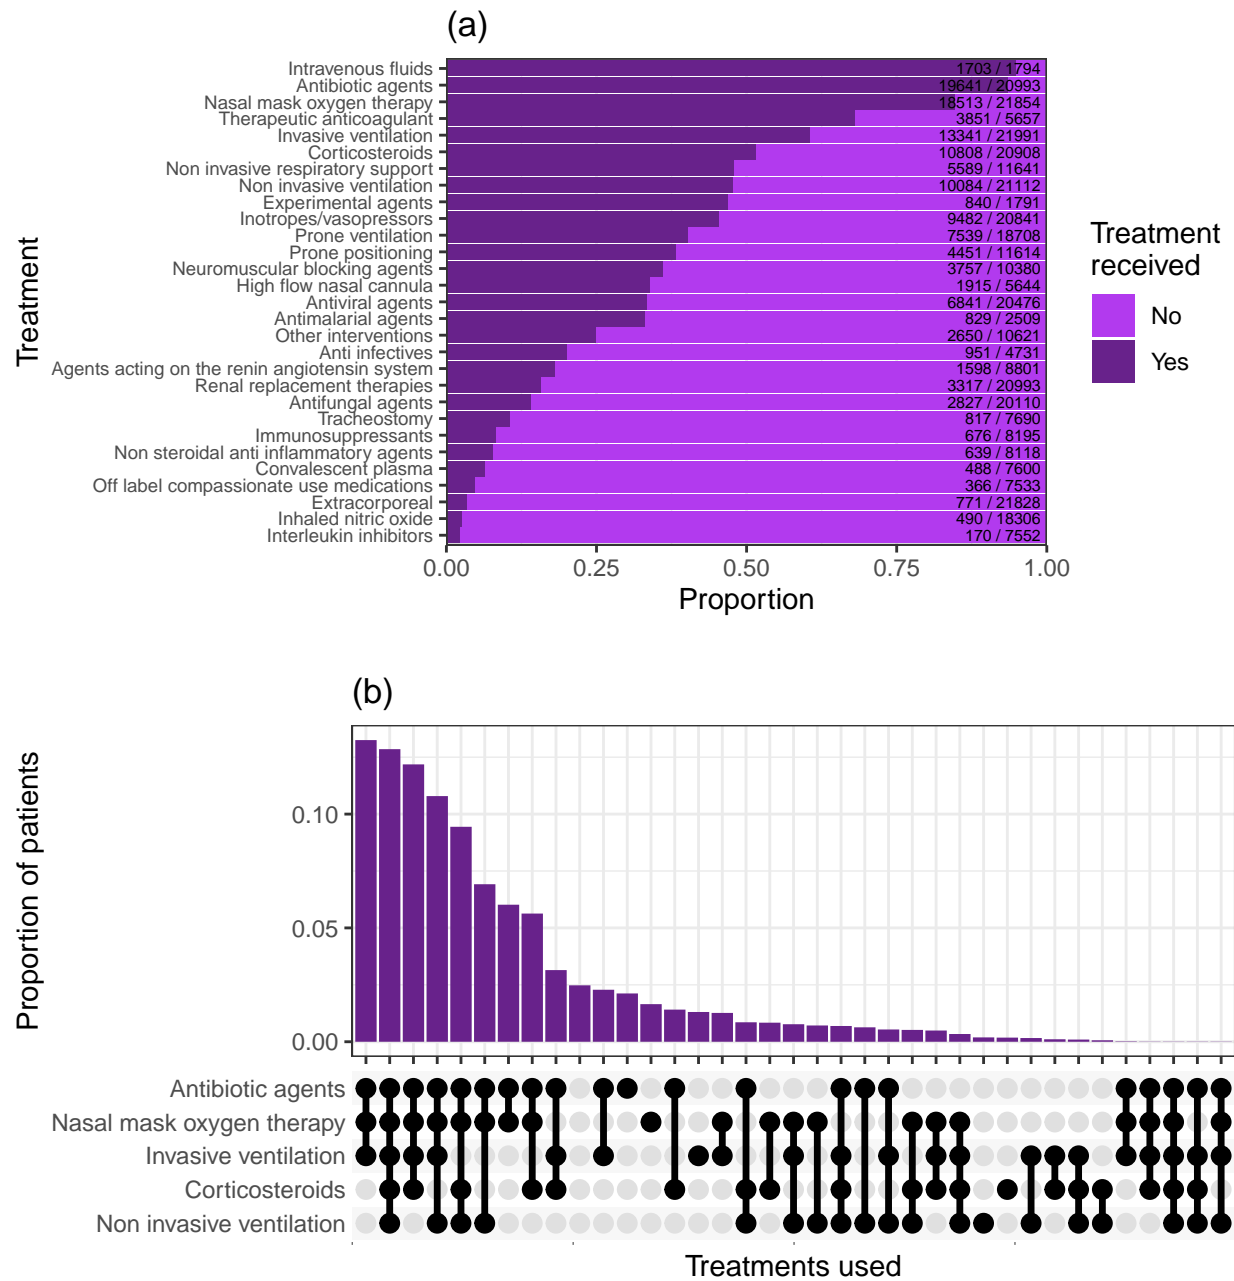 (a)
Treatment
Intravenous fluids 1703 / 1794
Antibiotic agents 19641 / 20993
Nasal mask oxygen therapy 18513 / 21854
Therapeutic anticoagulant 3851 / 5657
Invasive ventilation 13341 / 21991
Corticosteroids 10808 / 20908
Non invasive respiratory support 5589 / 11641
Non invasive ventilation 10084 / 21112
Experimental agents 840 / 1791
Inotropes/vasopressors 9482 / 20841
Prone ventilation 7539 / 18708
Prone positioning 4451 / 11614
Neuromuscular blocking agents 3757 / 10380
High flow nasal cannula 1915 / 5644
Antiviral agents 6841 / 20476
Antimalarial agents 829 / 2509
Other interventions 2650 / 10621
Anti infectives 951 / 4731
Agents acting on the renin angiotensin system 1598 / 8801
Renal replacement therapies 3317 / 20993
Antifungal agents 2827 / 20110
Tracheostomy 817 / 7690
Immunosuppressants 676 / 8195
Non steroidal anti inflammatory agents 639 / 8118
Convalescent plasma 488 / 7600
Off label compassionate use medications 366 / 7533
Extracorporeal 771 / 21828
Inhaled nitric oxide 490 / 18306
Interleukin inhibitors 170 / 7552
0.00 0.25 0.50 0.75 1.00
Proportion
Treatment
received
No
Yes
(b)
Proportion of patients
0.10
0.05
0.00
Antibiotic agents
Nasal mask oxygen therapy
Invasive ventilation
Corticosteroids
Non invasive ventilation
Treatments used